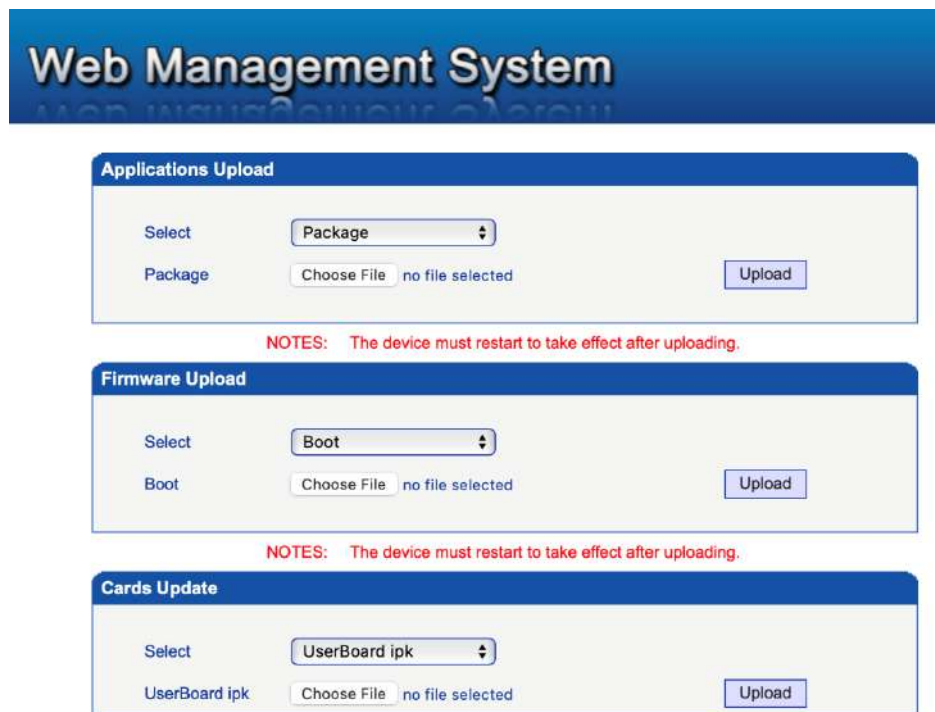 Web Management System
Applications Upload
Select Package
Package Choose File no file selected Upload
NOTES: The device must restart to take effect after uploading.
Firmware Upload
Select Boot
Boot Choose File no file selected Upload
NOTES: The device must restart to take effect after uploading.
Cards Update
Select UserBoard ipk
UserBoard ipk Choose File no file selected Upload